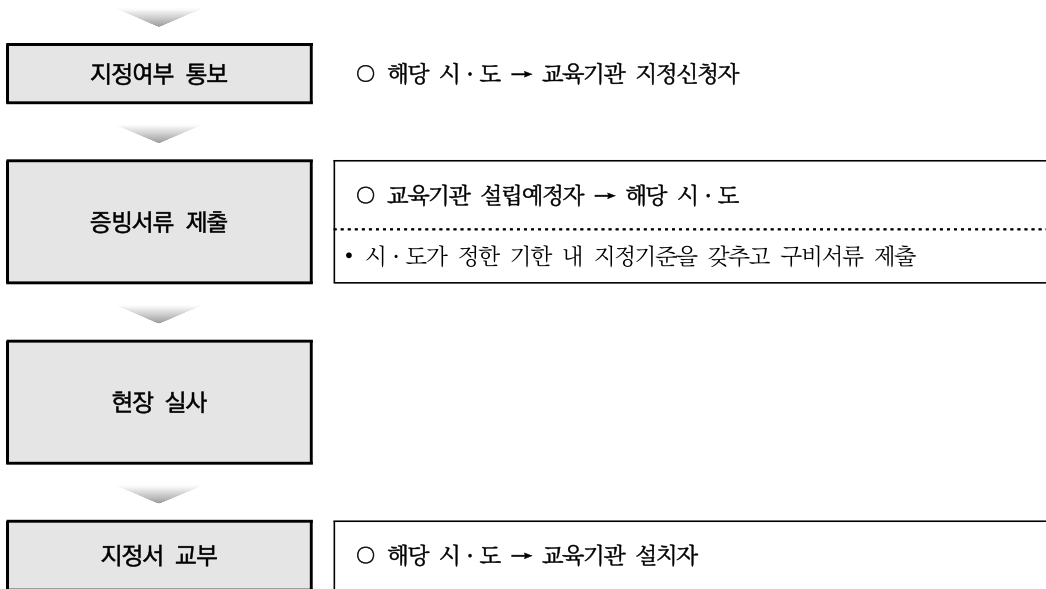 지정여부 통보
○ 해당 시·도 → 교육기관 지정신청자
증빙서류 제출
○ 교육기관 설립예정자 → 해당 시·도
• 시·도가 정한 기한 내 지정기준을 갖추고 구비서류 제출
현장 실사
지정서 교부
○ 해당 시·도 → 교육기관 설치자